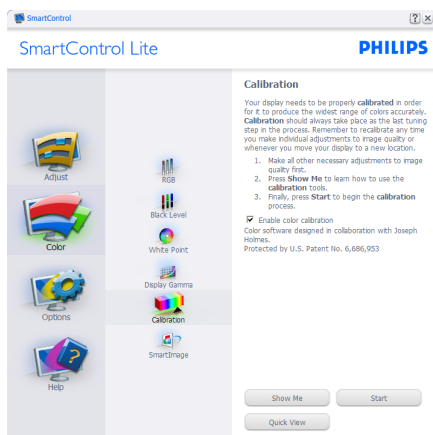 SmartControl
SmartControl Lite
PHILIPS
Adjust
Color
Options
Help
RGB
Black Level
White Point
Display Gamma
Calibration
SmartImage
Calibration
Your display needs to be properly calibrated in order
for it to produce the widest range of colors accurately.
Calibration should always take place as the last tuning
step in the process. Remember to recalibrate any time
you make individual adjustments to image quality or
whenever you move your display to a new location.
1. Make all other necessary adjustments to image
quality first.
2. Press Show Me to learn how to use the
calibration tools.
3. Finally, press Start to begin the calibration
process.
Enable color calibration
Color software designed in collaboration with Joseph
Holmes.
Protected by U.S. Patent No. 6,686,953
Show Me
Start
Quick View